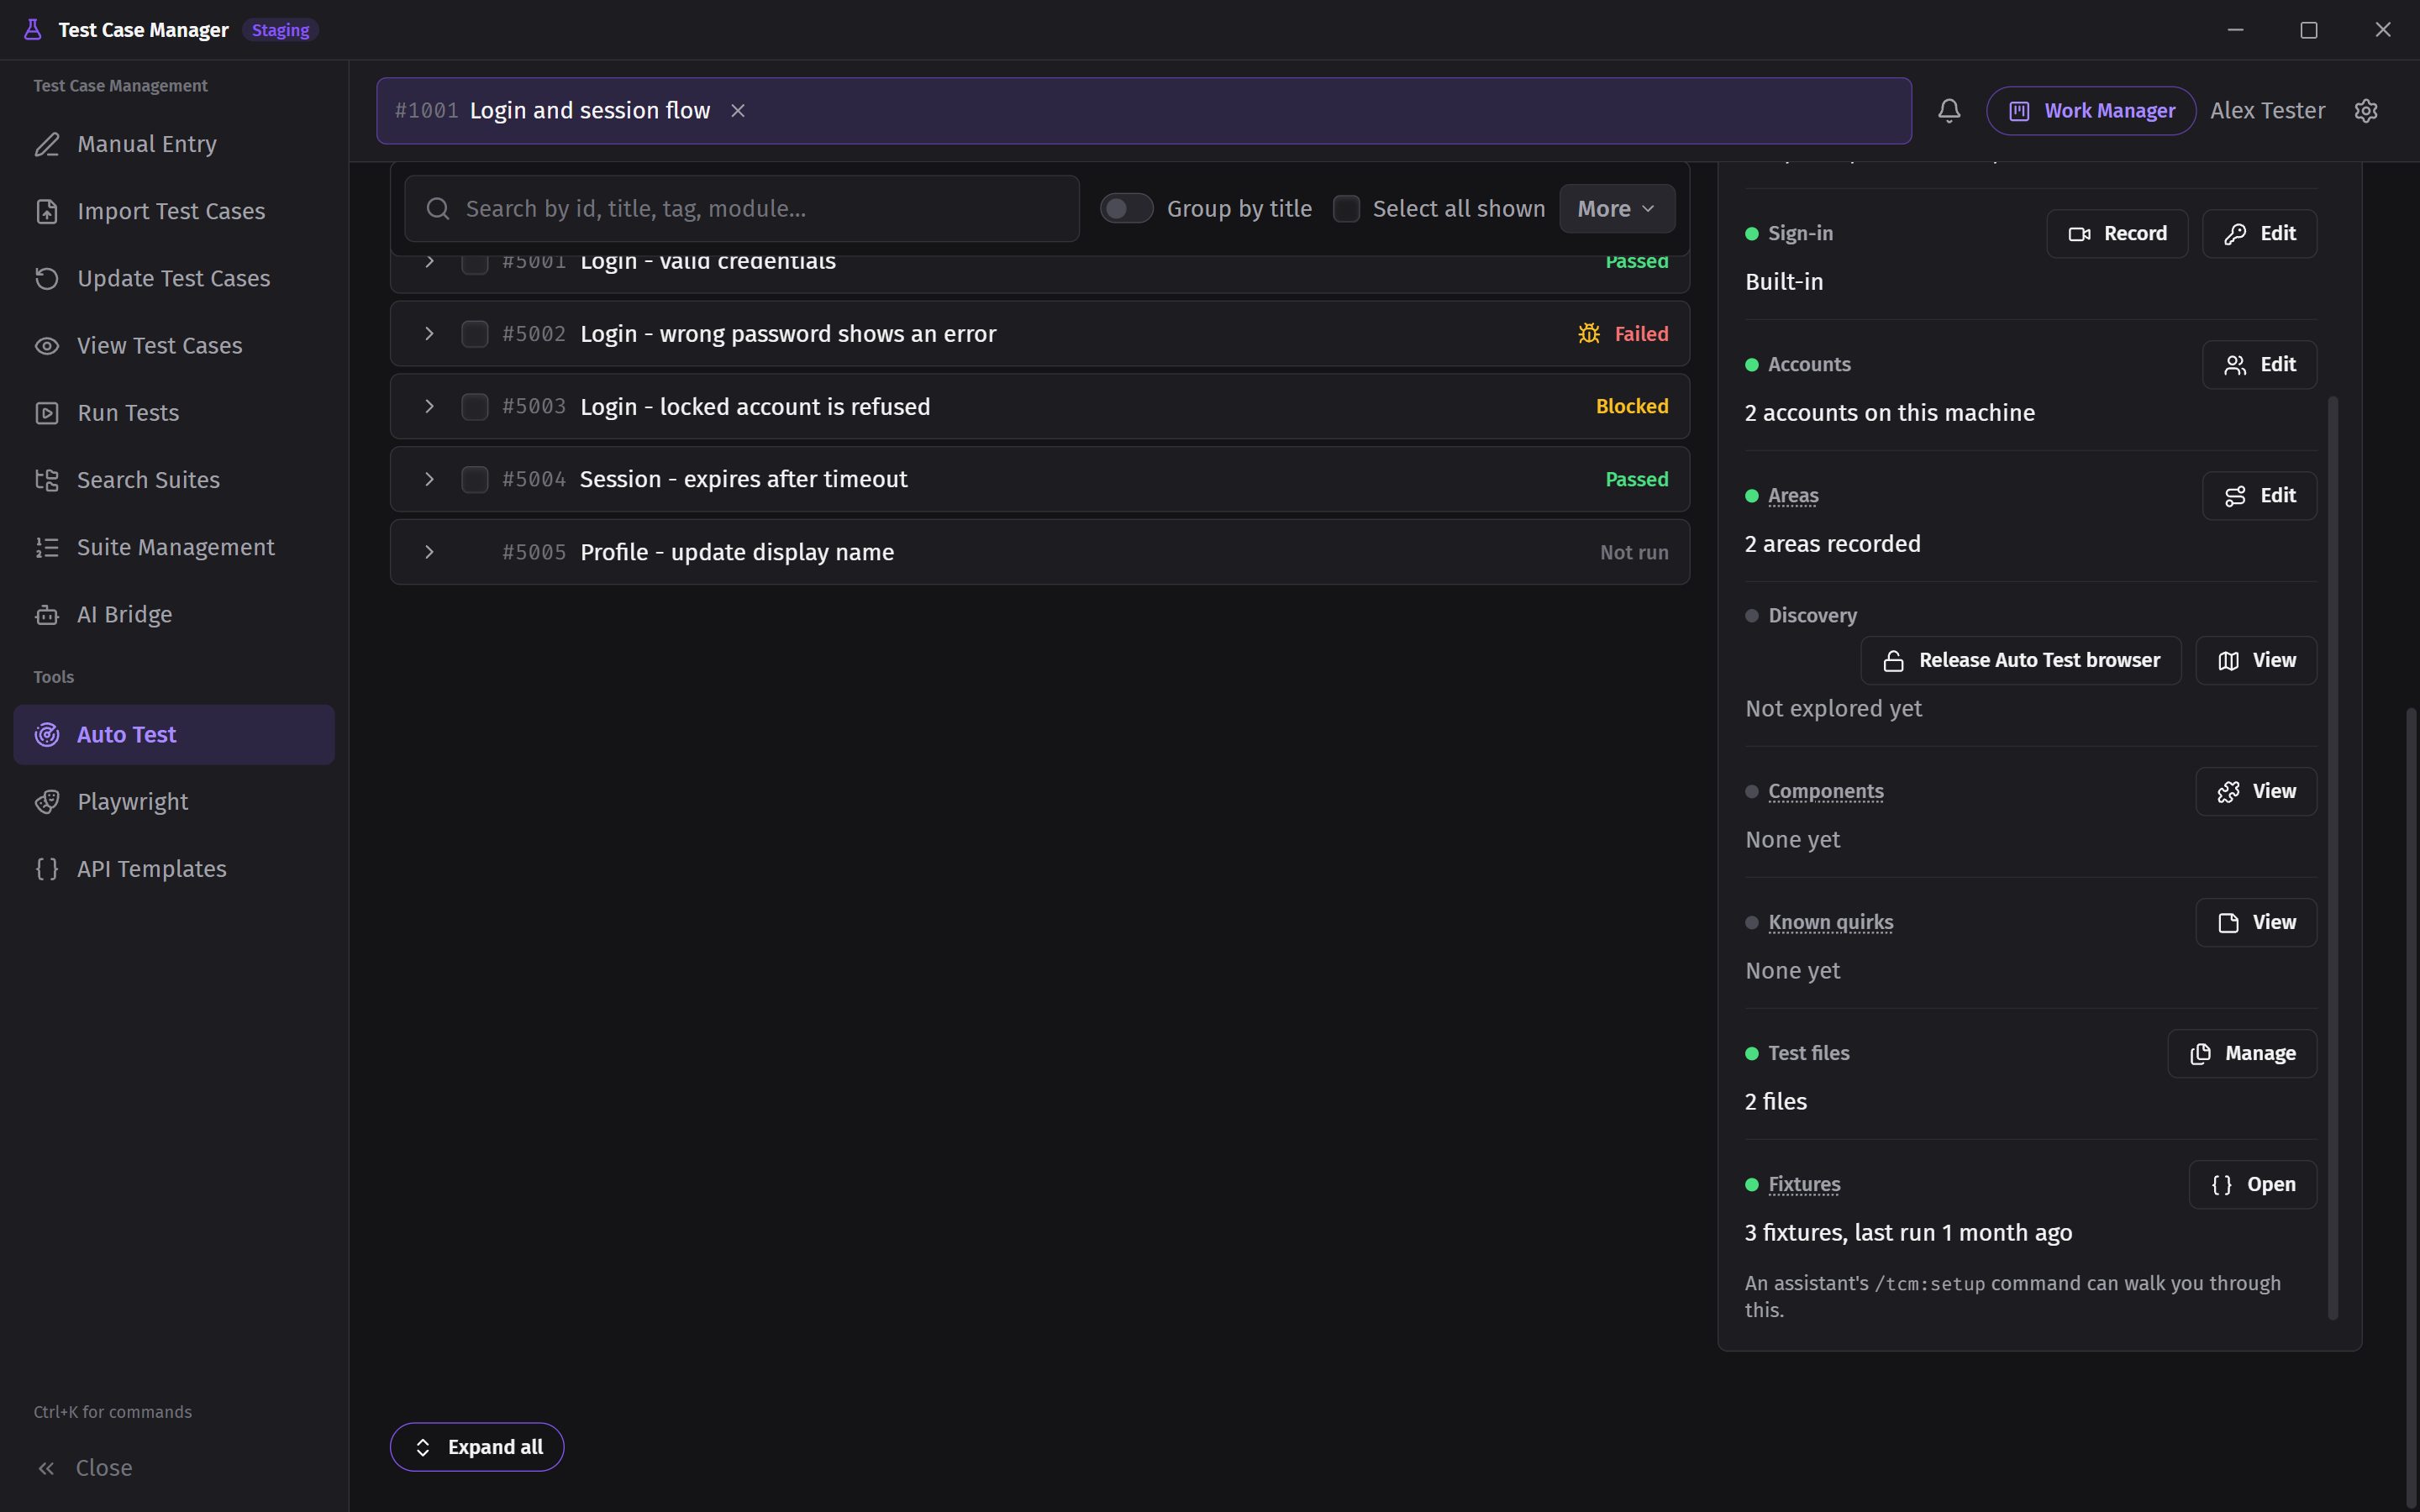 Test Case Manager Staging
Test Case Management
Manual Entry
Import Test Cases
Update Test Cases
View Test Cases
Run Tests
Search Suites
Suite Management
AI Bridge
Tools
Auto Test
Playwright
API Templates
Ctrl+K for commands
Close
#1001 Login and session flow
Work Manager
Alex Tester
Search by id, title, tag, module...
Group by title
Select all shown
More
#5001 Login - valid credentials Passed
#5002 Login - wrong password shows an error Failed
#5003 Login - locked account is refused Blocked
#5004 Session - expires after timeout Passed
#5005 Profile - update display name Not run
Expand all
Sign-in Record Edit
Built-in
Accounts Edit
2 accounts on this machine
Areas Edit
2 areas recorded
Discovery
Release Auto Test browser View
Not explored yet
Components View
None yet
Known quirks View
None yet
Test files Manage
2 files
Fixtures {} Open
3 fixtures, last run 1 month ago
An assistant's /tcm:setup command can walk you through
this.